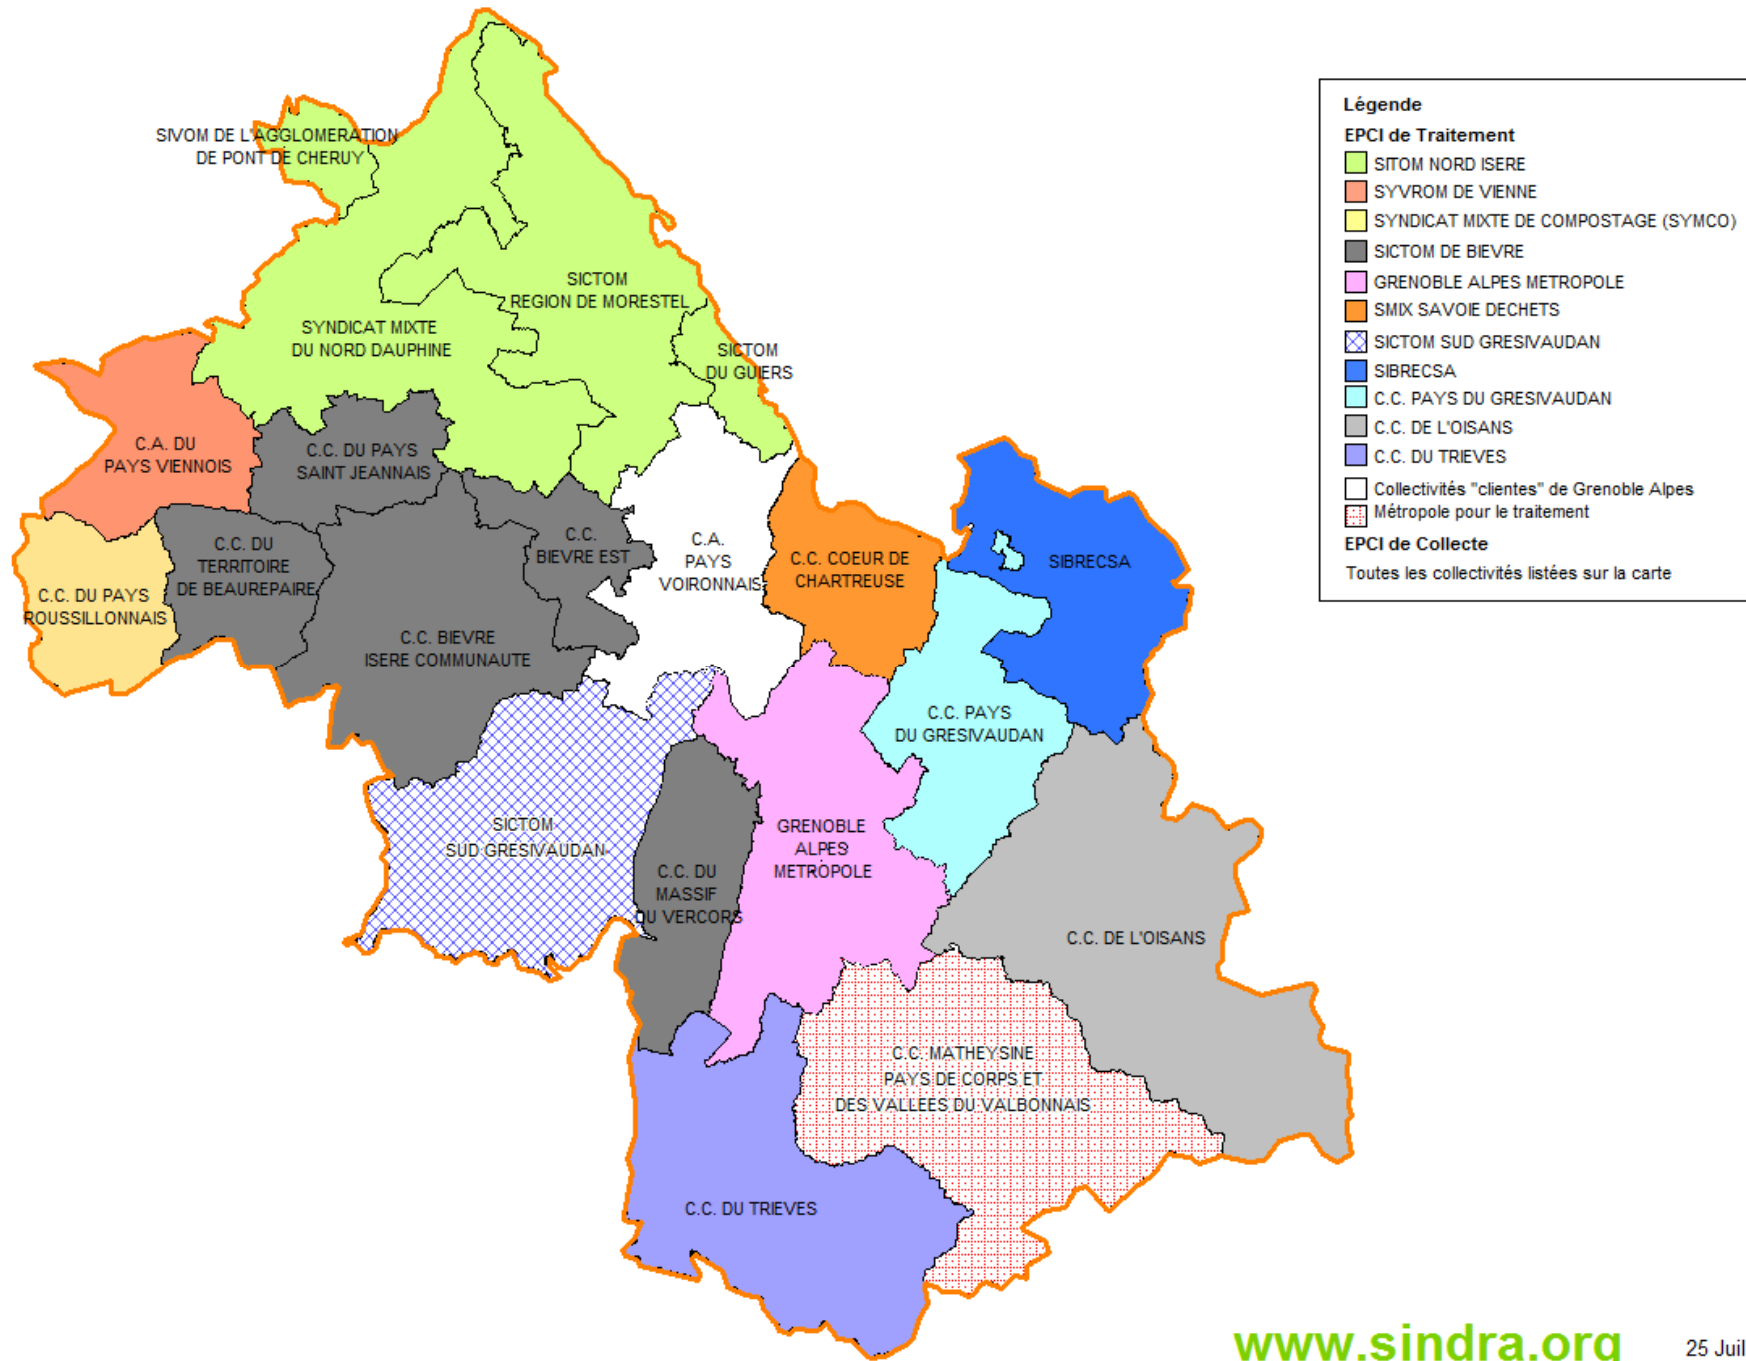 SIVOM DE L'AGGLOMERATION
DE PONT DE CHERUY
SICTOM
REGION DE MORESTEL
SYNDICAT MIXTE
DU NORD DAUPHINE
SICTOM
DU GUIERS
C.A. DU
PAYS VIENNOIS
C.C. DU PAYS
SAINT JEANNAIS
C.C. DU
TERRITOIRE
DE BEAUREPAIRE
C.C. BIEVRE EST
C.A.
PAYS
VOIRONNAIS
C.C. COEUR DE
CHARTREUSE
SIBRECSA
C.C. DU PAYS
ROUSSILLONNAIS
C.C. BIEVRE
ISERE COMMUNAUTE
C.C. PAYS
DU GRESIVAUDAN
SICTOM
SUD GRESIVAUDAN
GRENOBLE
ALPES
METROPOLE
C.C. DU
MASSIF
DU VERCORS
C.C. DE L'OISANS
C.C. MATHEYSINE
PAYS DE CORPS ET
DES VALLEES DU VALBONNAIS
C.C. DU TRIEVES
Légende
EPCI de Traitement
SITOM NORD ISERE
SYVROM DE VIENNE
SYNDICAT MIXTE DE COMPOSTAGE (SYMCO)
SICTOM DE BIEVRE
GRENOBLE ALPES METROPOLE
SMIX SAVOIE DECHETS
SICTOM SUD GRESIVAUDAN
SIBRECSA
C.C. PAYS DU GRESIVAUDAN
C.C. DE L'OISANS
C.C. DU TRIEVES
Collectivités "clientes" de Grenoble Alpes
Métropole pour le traitement
EPCI de Collecte
Toutes les collectivités listées sur la carte
www.sindra.org
25 Juil